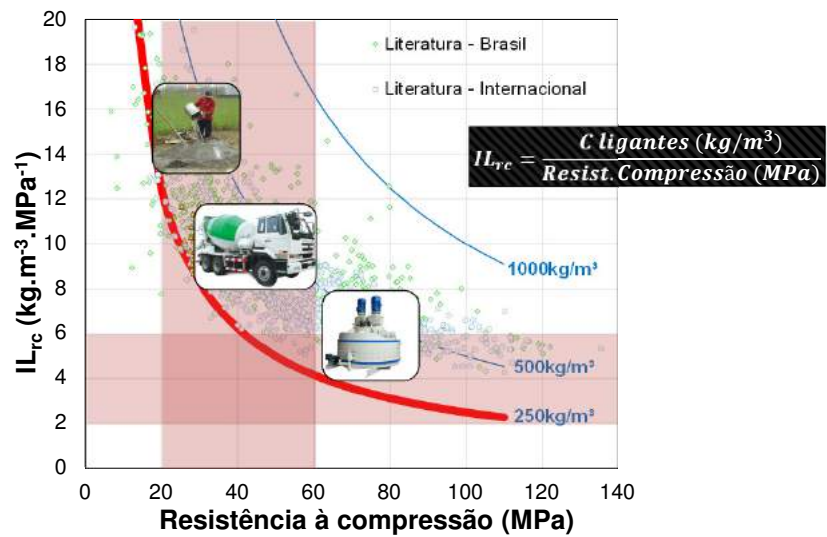 20
18
16
14
12
10
8
6
4
2
0
IL_rc (kg.m⁻³.MPa⁻¹)
Literatura - Brasil
Literatura - Internacional
IL_rc = C ligantes (kg/m³)
Resist. Compressão (MPa)
1000kg/m³
500kg/m³
250kg/m³
0 20 40 60 80 100 120 140
Resistência à compressão (MPa)